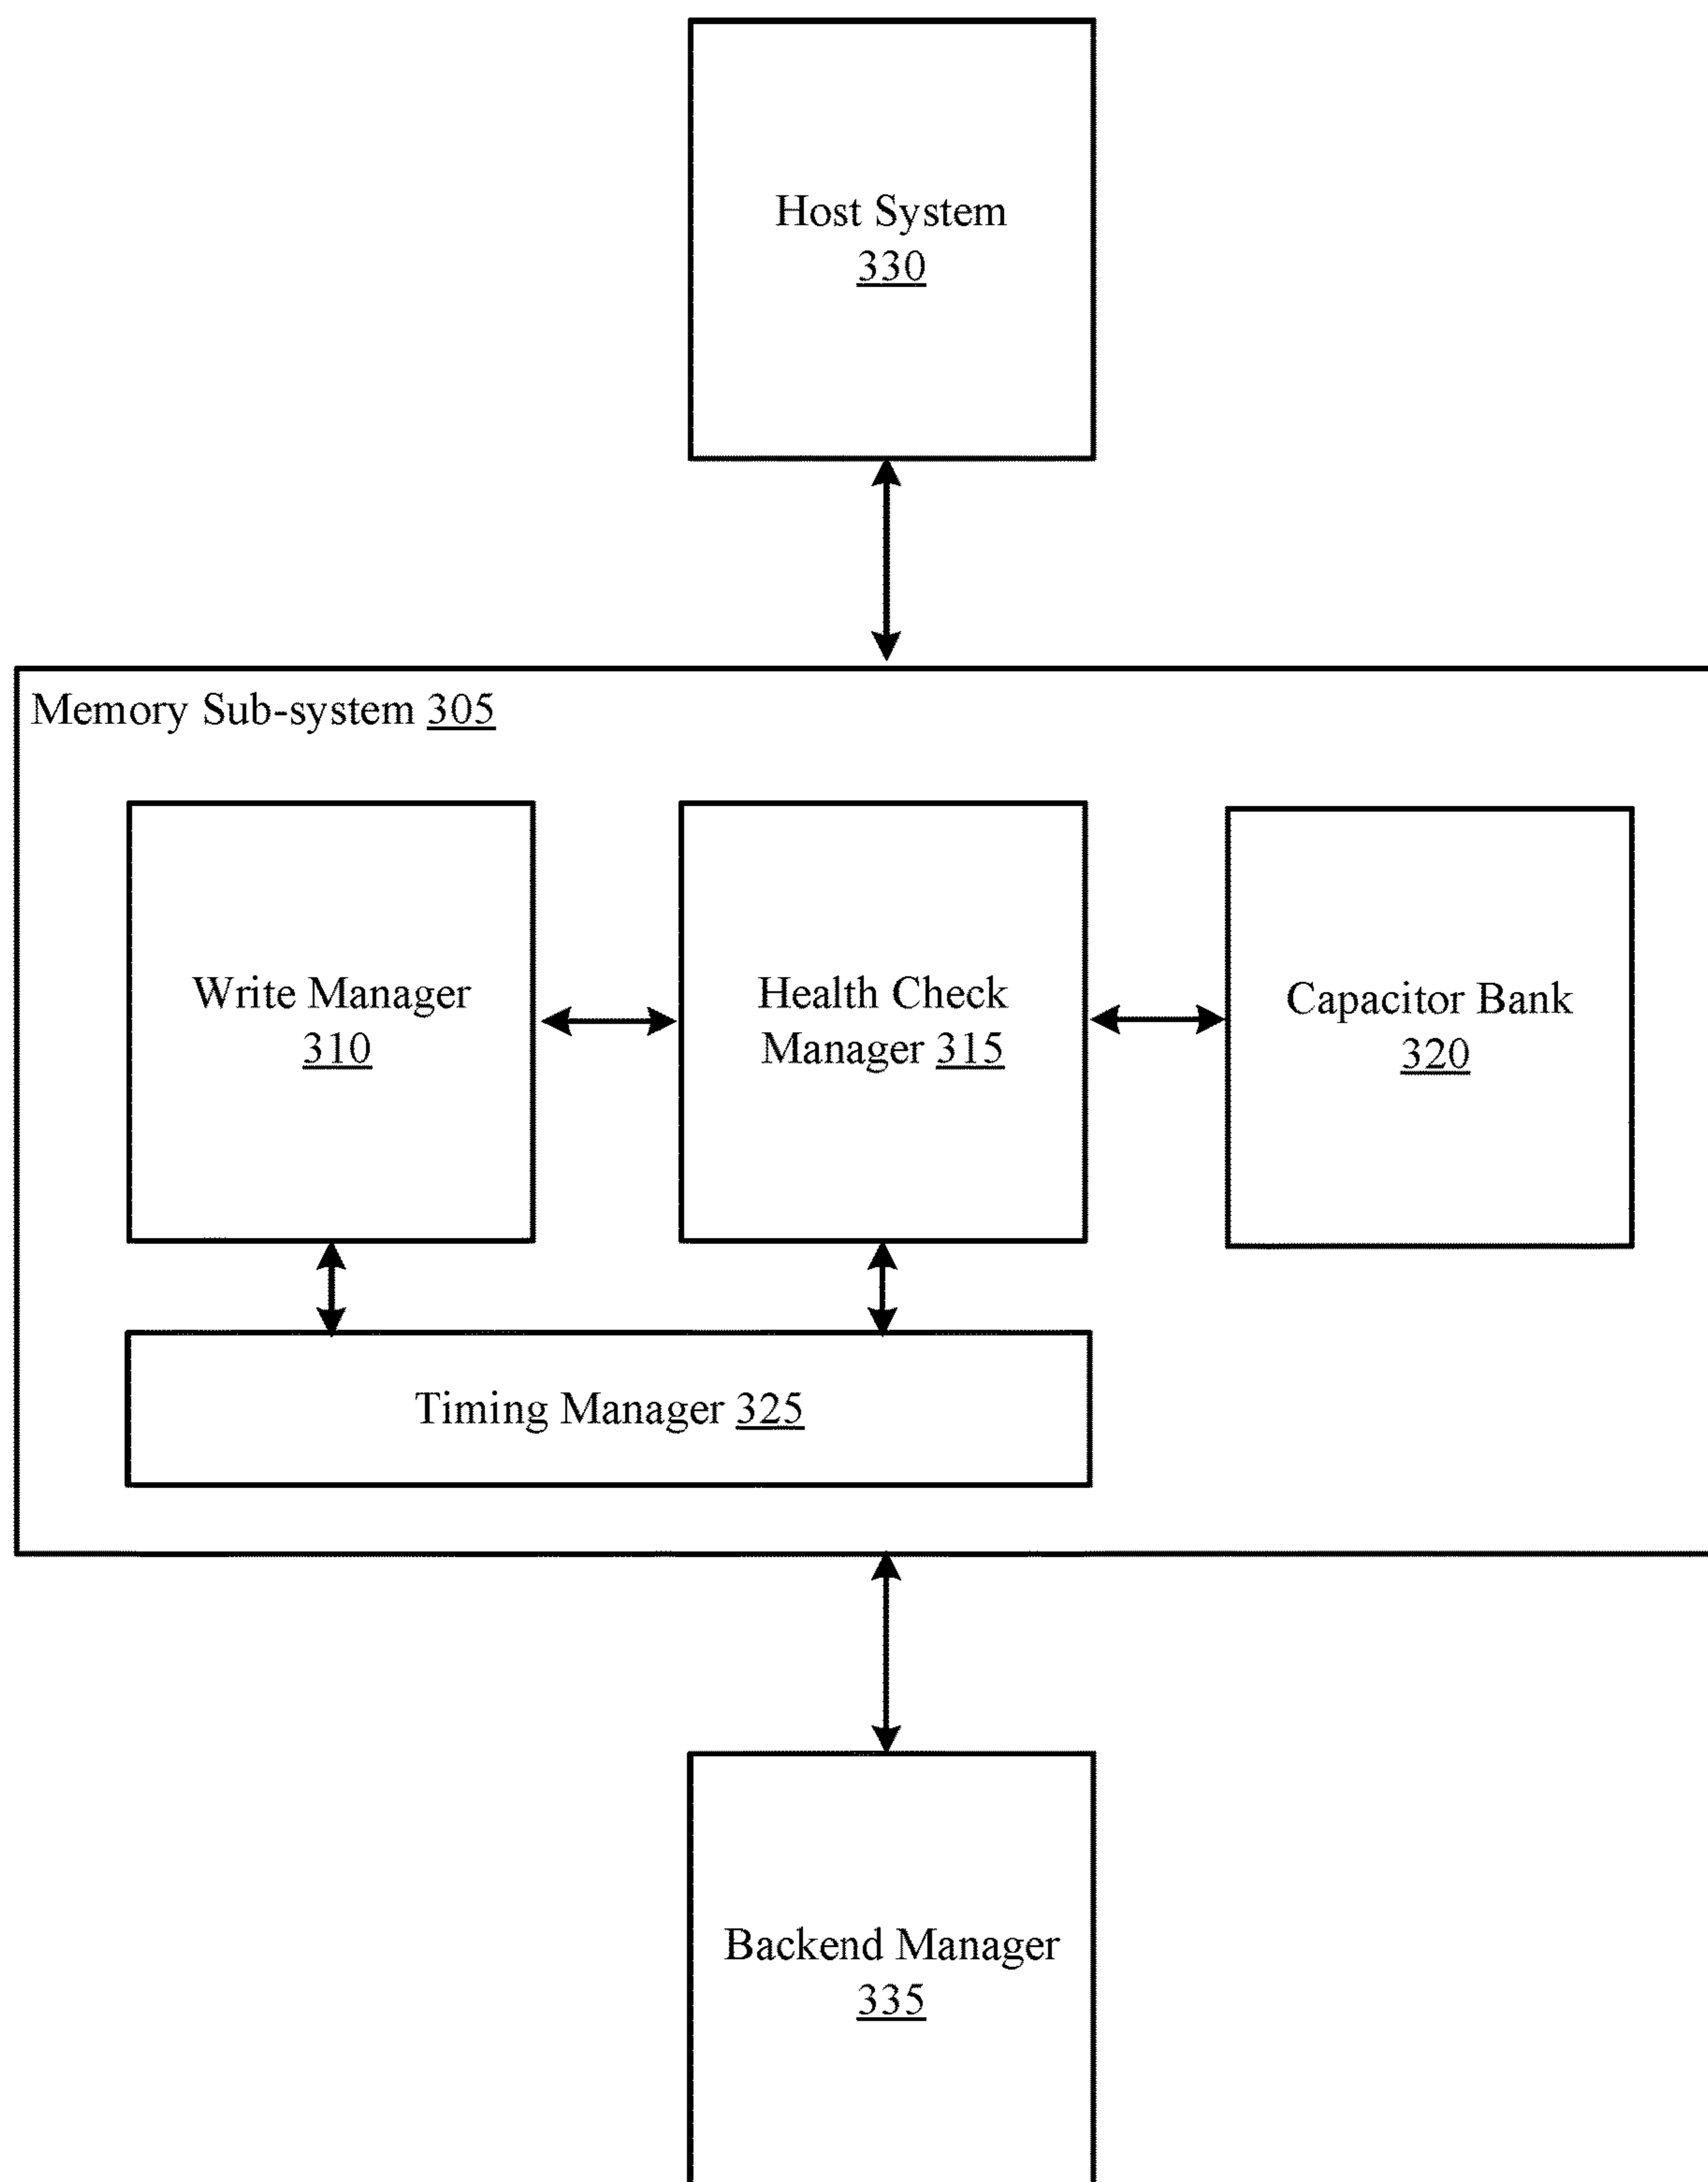 Host System
330
Memory Sub-system 305
Write Manager
310
Health Check
Manager 315
Capacitor Bank
320
Timing Manager 325
Backend Manager
335